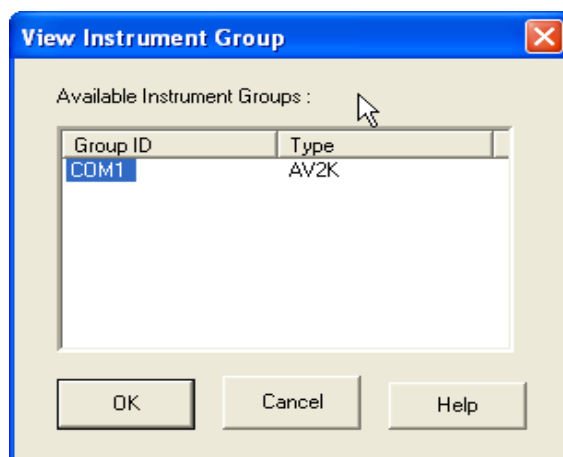 View Instrument Group
Available Instrument Groups :
Group ID Type
COM1 AV2K
OK Cancel Help